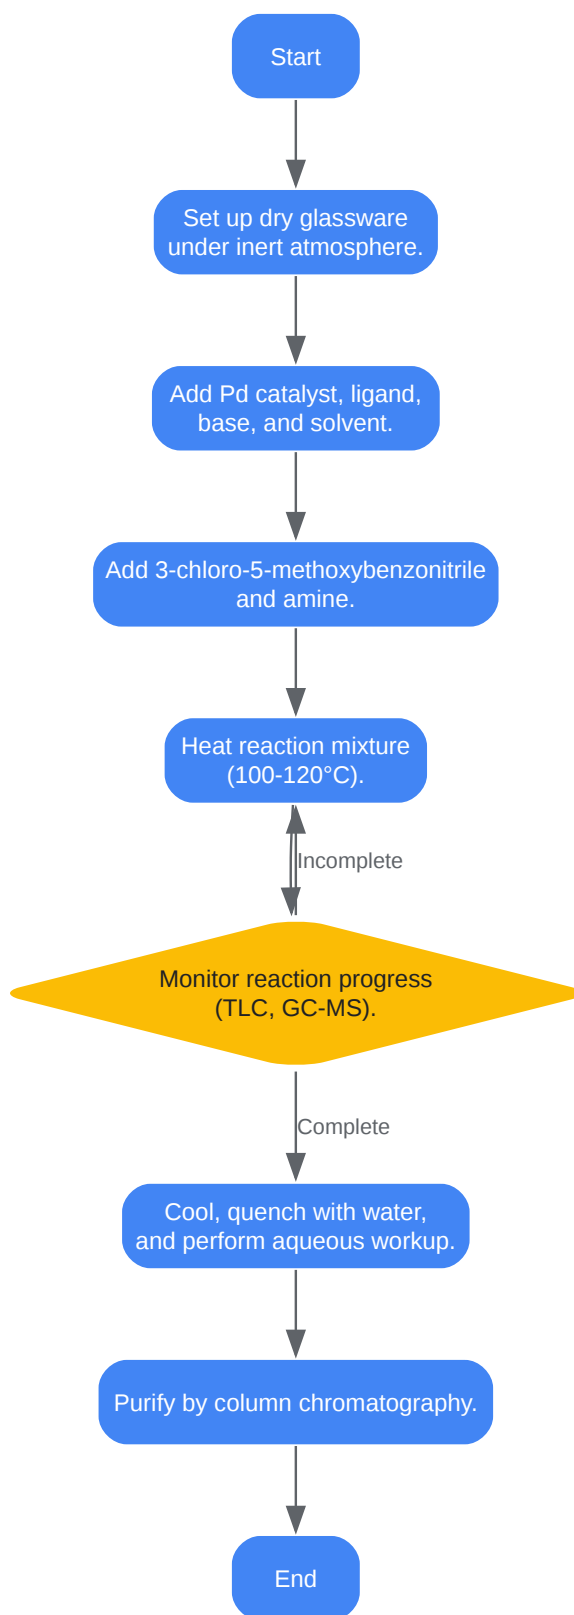 Start
Set up dry glassware
under inert atmosphere.
Add Pd catalyst, ligand,
base, and solvent.
Add 3-chloro-5-methoxybenzonitrile
and amine.
Heat reaction mixture
(100-120°C).
Incomplete
Monitor reaction progress
(TLC, GC-MS).
Complete
Cool, quench with water,
and perform aqueous workup.
Purify by column chromatography.
End